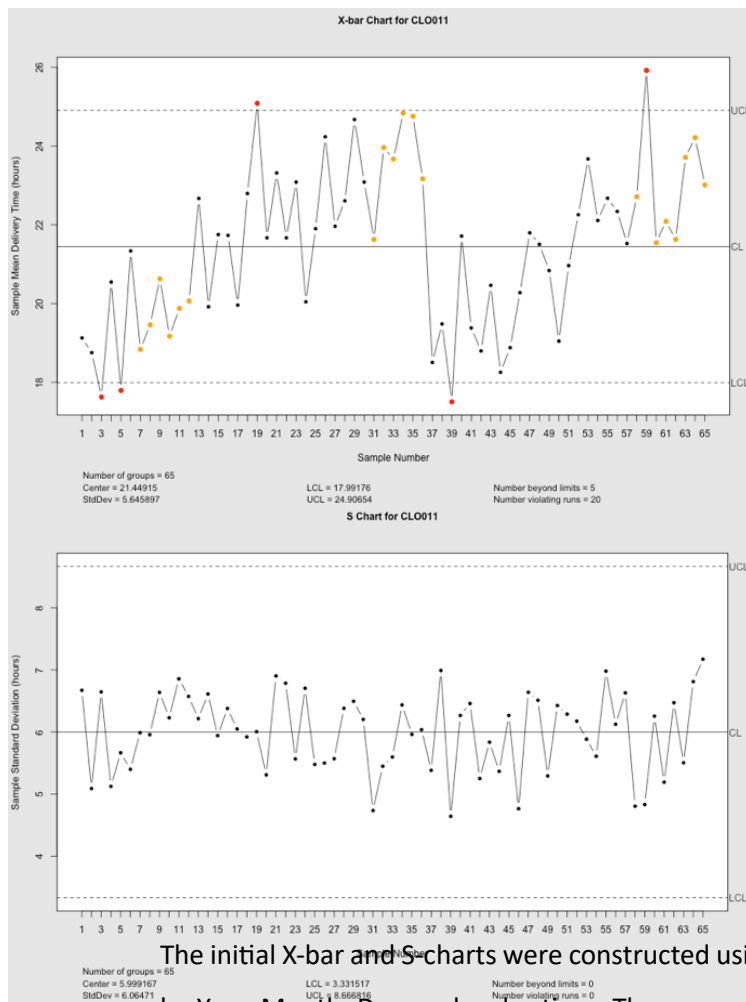 X-bar Chart for CLO011
26
24
22
20
18
Sample Mean Delivery Time (hours)
UCL
CL
LCL
1 3 5 7 9 11 13 15 17 19 21 23 25 27 29 31 33 35 37 39 41 43 45 47 49 51 53 55 57 59 61 63 65
Sample Number
Number of groups = 65
Center = 21.44915 LCL = 17.99176 Number beyond limits = 5
StdDev = 5.645897 UCL = 24.90654 Number violating runs = 20
S Chart for CLO011
8
7
6
5
4
Sample Standard Deviation (hours)
UCL
CL
LCL
1 3 5 7 9 11 13 15 17 19 21 23 25 27 29 31 33 35 37 39 41 43 45 47 49 51 53 55 57 59 61 63 65
Sample Number
The initial X-bar and S-charts were constructed usi
Number of groups = 65
Center = 5.999167 LCL = 3.331517 Number beyond limits = 0
StdDev = 6.06471 UCL = 8.666816 Number violating runs = 0